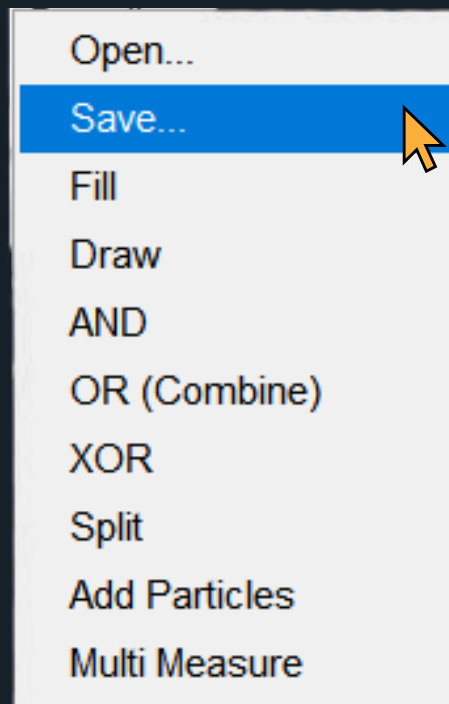 Open...
Save...
Fill
Draw
AND
OR (Combine)
XOR
Split
Add Particles
Multi Measure